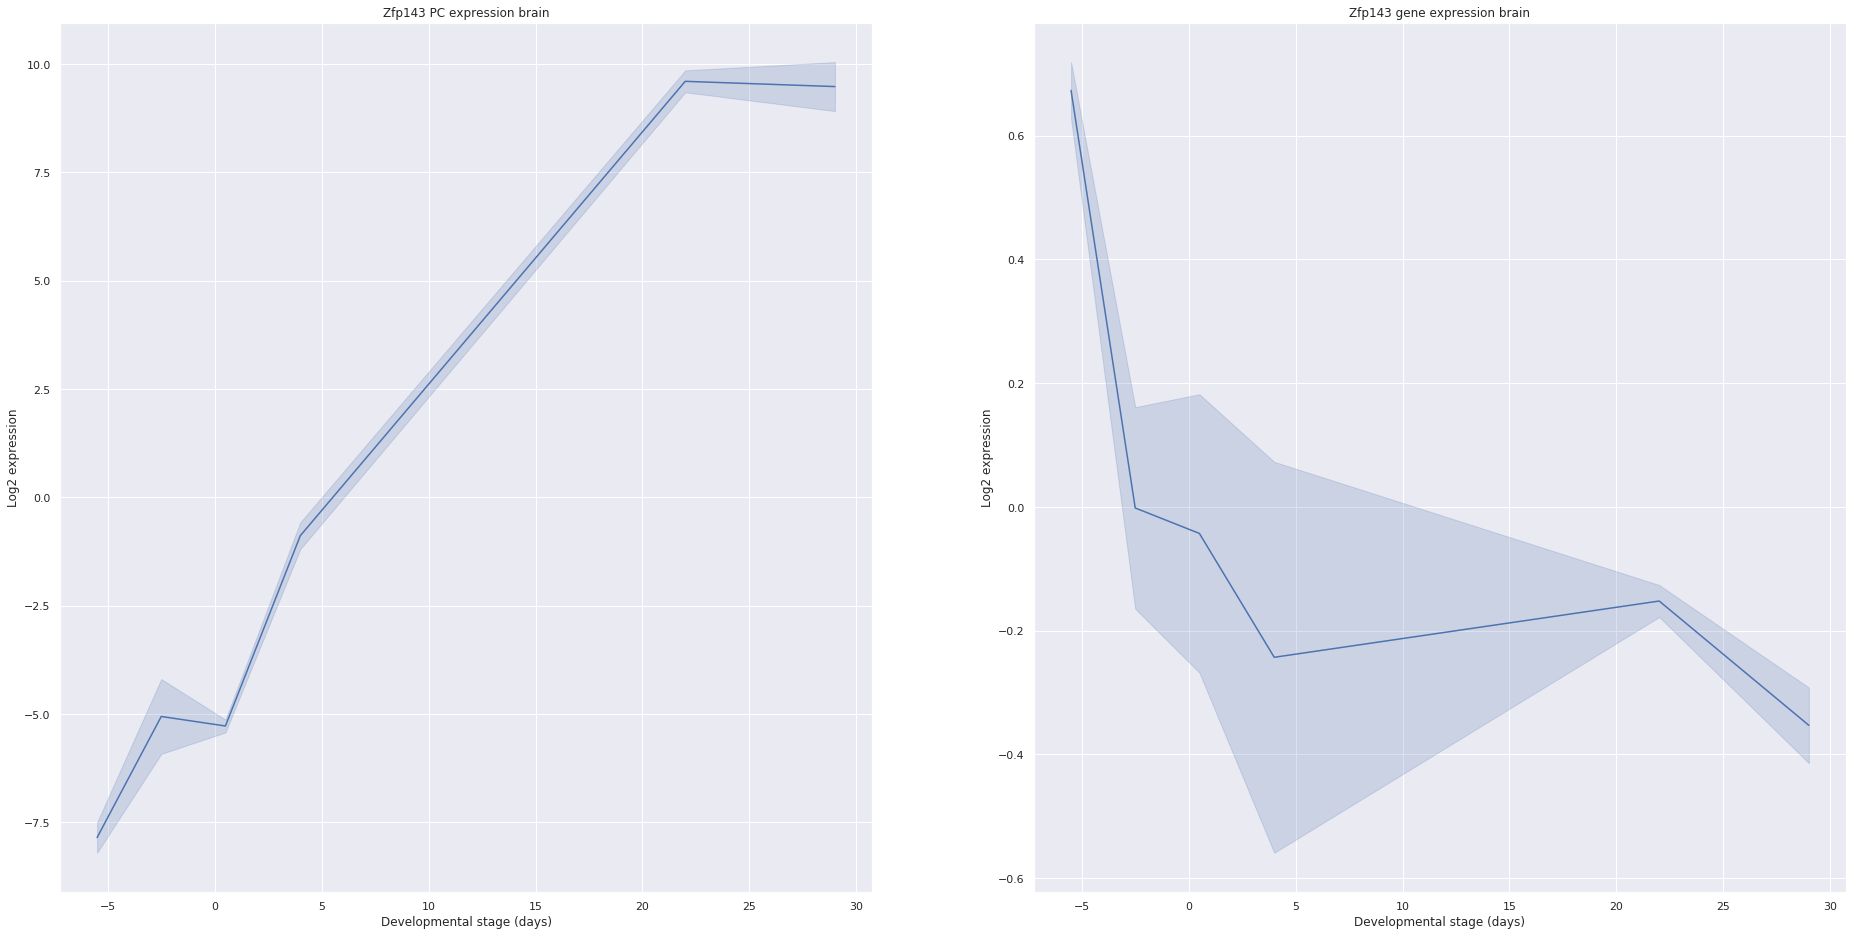 Zfp143 PC expression brain
10.0
7.5
5.0
2.5
0.0
−2.5
−5.0
−7.5
Log2 expression
−5 0 5 10 15 20 25 30
Developmental stage (days)
Zfp143 gene expression brain
0.6
0.4
0.2
0.0
−0.2
−0.4
−0.6
Log2 expression
−5 0 5 10 15 20 25 30
Developmental stage (days)